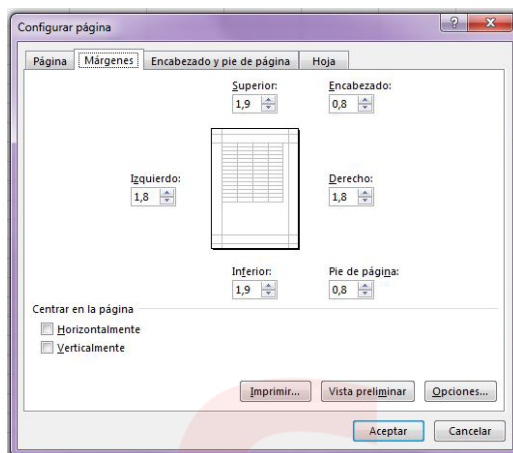 Configurar página
Página Márgenes Encabezado y pie de página Hoja
Superior: Encabezado:
1,9 0,8
Izquierdo: Derecho:
1,8 1,8
Inferior: Pie de página:
1,9 0,8
Centrar en la página
Horizontalmente
Verticalmente
Imprimir... Vista preliminar Opciones...
Aceptar Cancelar